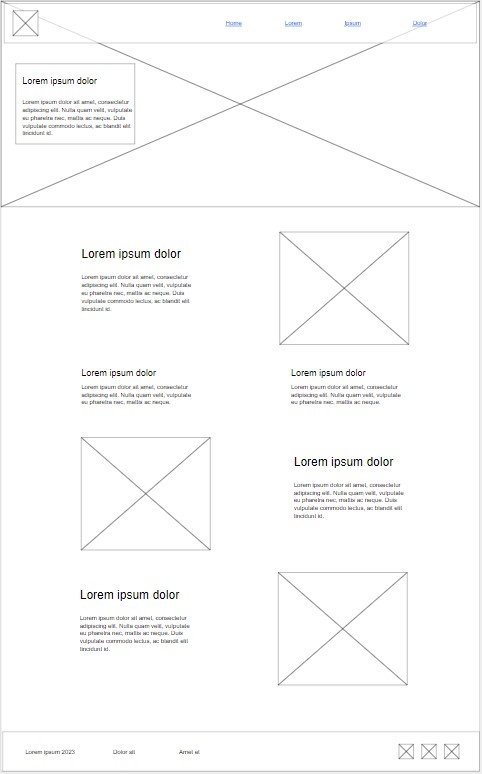 Home Lorem Ipsum Dolor
Lorem ipsum dolor
Lorem ipsum dolor sit amet, consectetur
adipiscing elit. Nulla quam velit, vulputate
eu pharetra nec, mattis ac neque. Duis
vulputate commodo lectus, ac blandit elit
tincidunt id.
Lorem ipsum dolor
Lorem ipsum dolor sit amet, consectetur
adipiscing elit. Nulla quam velit, vulputate
eu pharetra nec, mattis ac neque. Duis
vulputate commodo lectus, ac blandit elit
tincidunt id.
Lorem ipsum dolor
Lorem ipsum dolor sit amet, consectetur
adipiscing elit. Nulla quam velit, vulputate
eu pharetra nec, mattis ac neque.
Lorem ipsum dolor
Lorem ipsum dolor sit amet, consectetur
adipiscing elit. Nulla quam velit, vulputate
eu pharetra nec, mattis ac neque.
Lorem ipsum dolor
Lorem ipsum dolor sit amet, consectetur
adipiscing elit. Nulla quam velit, vulputate
eu pharetra nec, mattis ac neque. Duis
vulputate commodo lectus, ac blandit elit
tincidunt id.
Lorem ipsum dolor
Lorem ipsum dolor sit amet, consectetur
adipiscing elit. Nulla quam velit, vulputate
eu pharetra nec, mattis ac neque. Duis
vulputate commodo lectus, ac blandit elit
tincidunt id.
Lorem ipsum 2023 Dolor sit Amet et